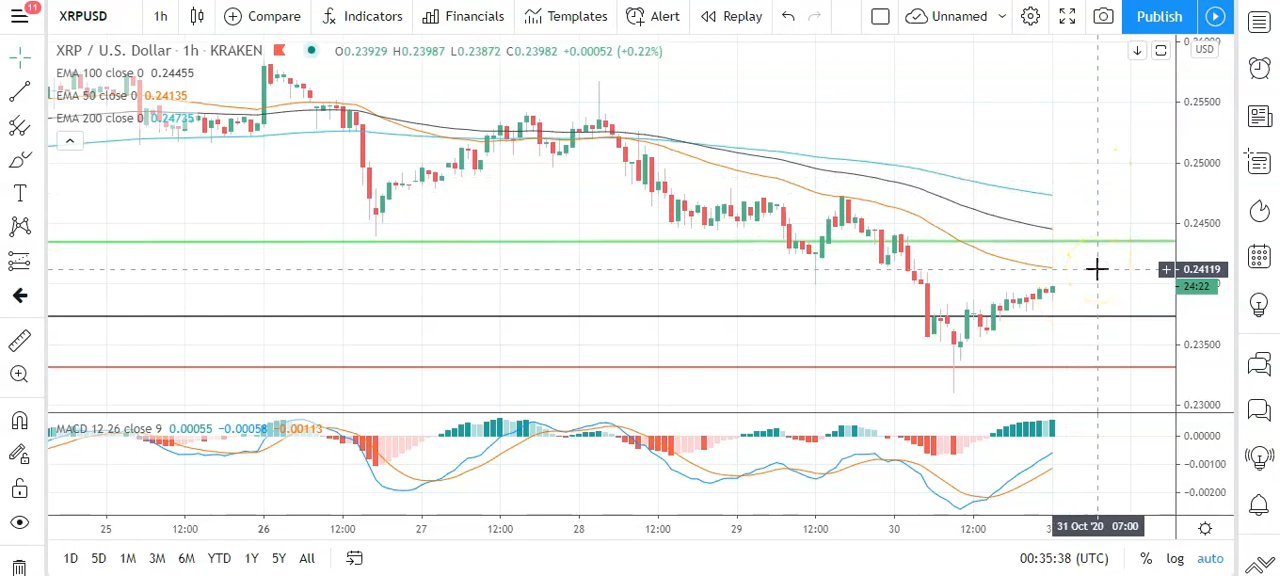 11
XRPUSD 1h Compare Indicators Financials Templates Alert Replay Unnamed Publish
XRP / U.S. Dollar · 1h · KRAKEN O0.23929 H0.23987 L0.23872 C0.23982 +0.00052 (+0.22%)
USD
EMA 100 close 0 0.24455
EMA 50 close 0 0.24135
EMA 200 close 0 0.24735
0.25500
0.25000
0.24500
0.24119
24:22
0.23500
0.23000
MACD 12 26 close 9 0.00055 −0.00058 −0.00113
0.00000
−0.00100
−0.00200
25 12:00 26 12:00 27 12:00 28 12:00 29 12:00 30 12:00 31 Oct '20 07:00
1D 5D 1M 3M 6M YTD 1Y 5Y All 00:35:38 (UTC) % log auto